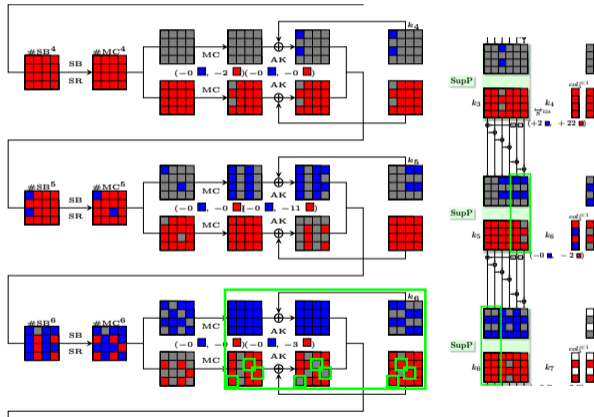 #SB⁴ SB SR #MC⁴ MC MC AK AK k₄
(−0 , −2 )(−0 , −0 )
SupP
k₃ k₄
(+2 , +22 )
#SB⁵ SB SR #MC⁵ MC MC AK AK k₅
(−0 , −0 )(−0 , −11 )
SupP
k₅ k₆
(−0 , −2 )
#SB⁶ SB SR #MC⁶ MC MC AK AK k₆
(−0 , −0 )(−0 , −3 )
SupP
k₆ k₇